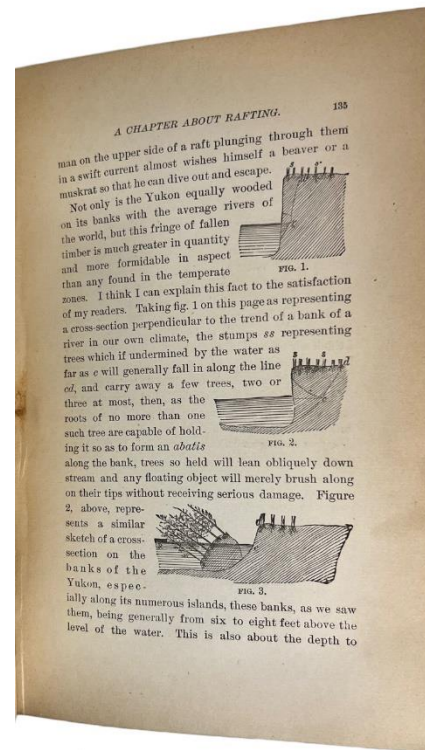 A CHAPTER ABOUT RAFTING.
135
man on the upper side of a raft plunging through them
in a swift current almost wishes himself a beaver or a
muskrat so that he can dive out and escape.
Not only is the Yukon equally wooded
on its banks with the average rivers of
the world, but this fringe of fallen
timber is much greater in quantity
and more formidable in aspect
than any found in the temperate
FIG. 1.
zones. I think I can explain this fact to the satisfaction
of my readers. Taking fig. 1 on this page as representing
a cross-section perpendicular to the trend of a bank of a
river in our own climate, the stumps ss representing
trees which if undermined by the water as
far as c will generally fall in along the line
cd, and carry away a few trees, two or
three at most, then, as the
roots of no more than one
such tree are capable of hold-
ing it so as to form an abatis
FIG. 2.
along the bank, trees so held will lean obliquely down
stream and any floating object will merely brush along
on their tips without receiving serious damage. Figure
2, above, repre-
sents a similar
sketch of a cross-
section on the
banks of the
Yukon, espec-
FIG. 3.
ially along its numerous islands, these banks, as we saw
them, being generally from six to eight feet above the
level of the water. This is also about the depth to